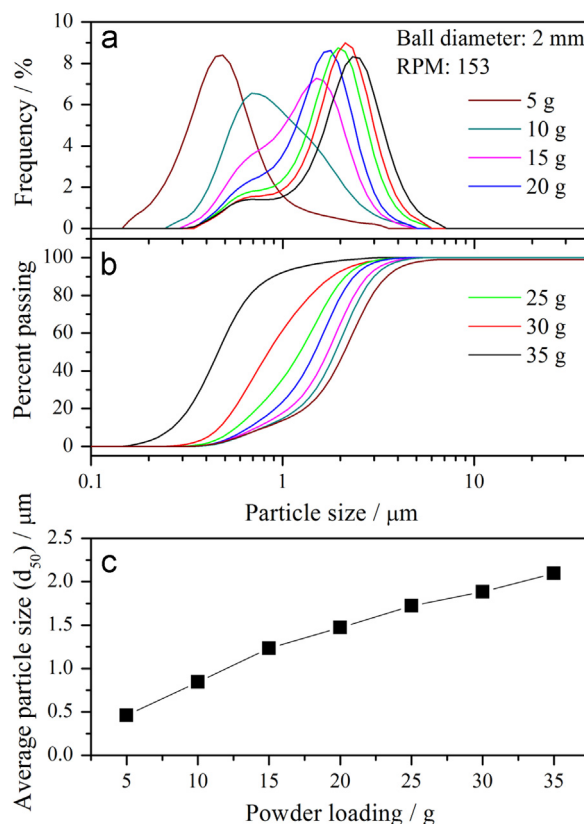 a
Ball diameter: 2 mm
RPM: 153
Frequency / %
10
8
6
4
2
0
5 g
10 g
15 g
20 g
b
Percent passing
100
80
60
40
20
0
25 g
30 g
35 g
0.1
1
10
Particle size / μm
c
Average particle size (d₅₀) / μm
2.5
2.0
1.5
1.0
0.5
0.0
5
10
15
20
25
30
35
Powder loading / g